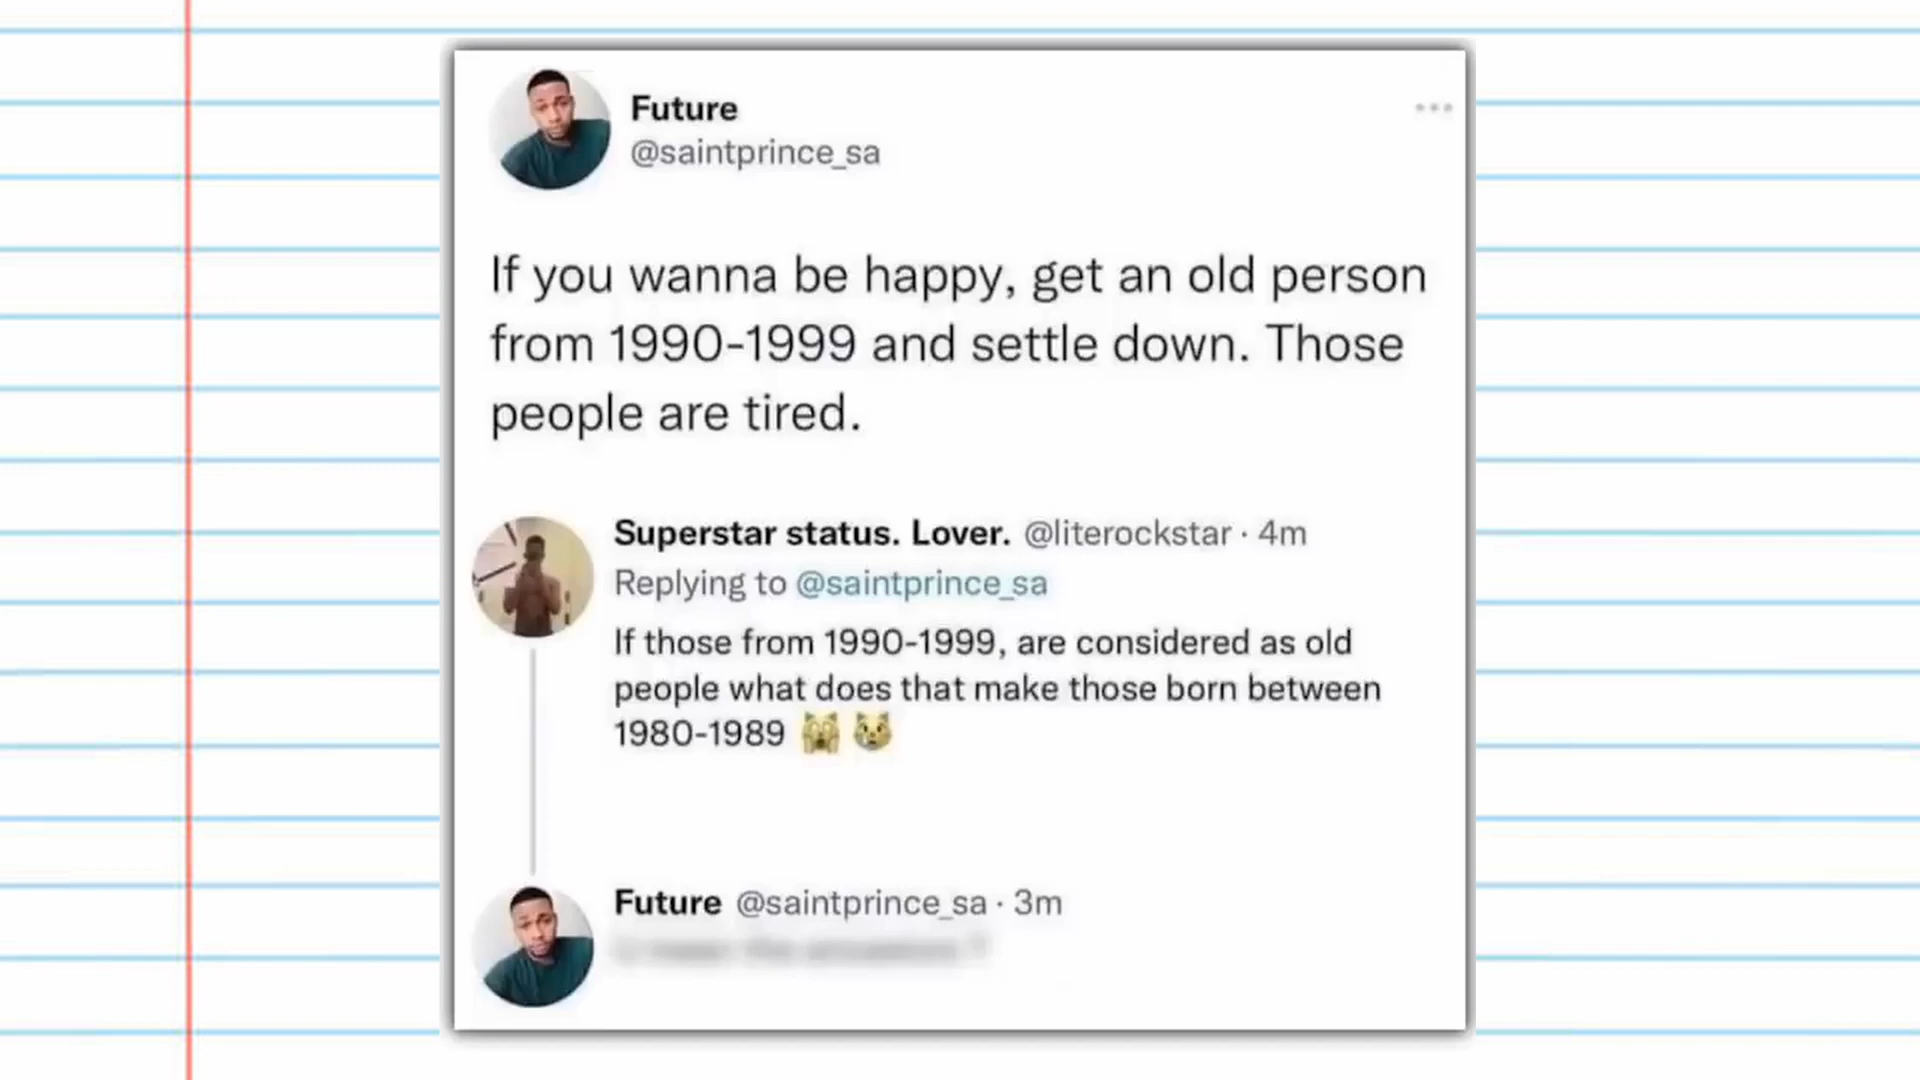 Future
@saintprince_sa
If you wanna be happy, get an old person
from 1990-1999 and settle down. Those
people are tired.
Superstar status. Lover. @literockstar · 4m
Replying to @saintprince_sa
If those from 1990-1999, are considered as old
people what does that make those born between
1980-1989 🙀 😼
Future @saintprince_sa · 3m